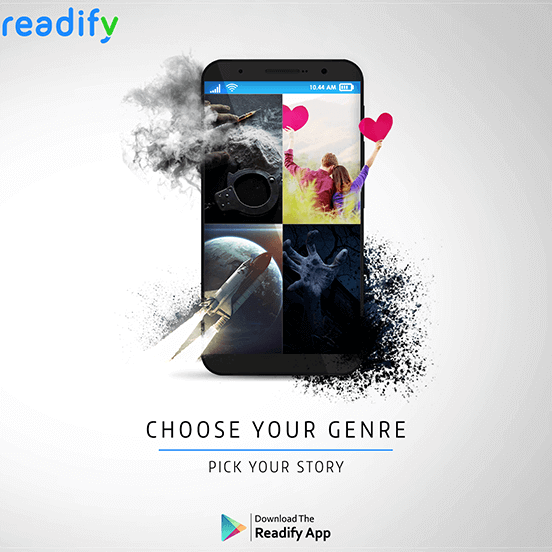 readify
10.44 AM
CHOOSE YOUR GENRE
PICK YOUR STORY
Download The
Readify App